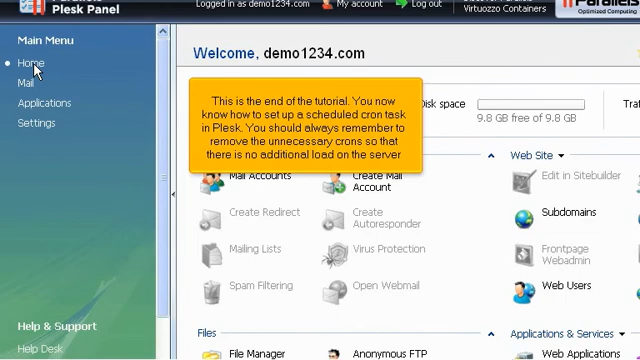 Parallels
Plesk Panel
Logged in as demo1234.com
My account
Log out
Virtuozzo Containers
Parallels
Optimized Computing
Main Menu
Home
Mail
Applications
Settings
Help & Support
Help Desk
Welcome, demo1234.com
This is the end of the tutorial. You now
know how to set up a scheduled cron task
in Plesk. You should always remember to
remove the unnecessary crons so that
there is no additional load on the server
Disk space
9.8 GB free of 9.8 GB
Mail Accounts
Create Mail
Account
Create Redirect
Create
Autoresponder
Mailing Lists
Virus Protection
Spam Filtering
Open Webmail
Web Site
Edit in Sitebuilder
Subdomains
Frontpage
Webadmin
Web Users
Files
File Manager
Anonymous FTP
Applications & Services
Web Applications